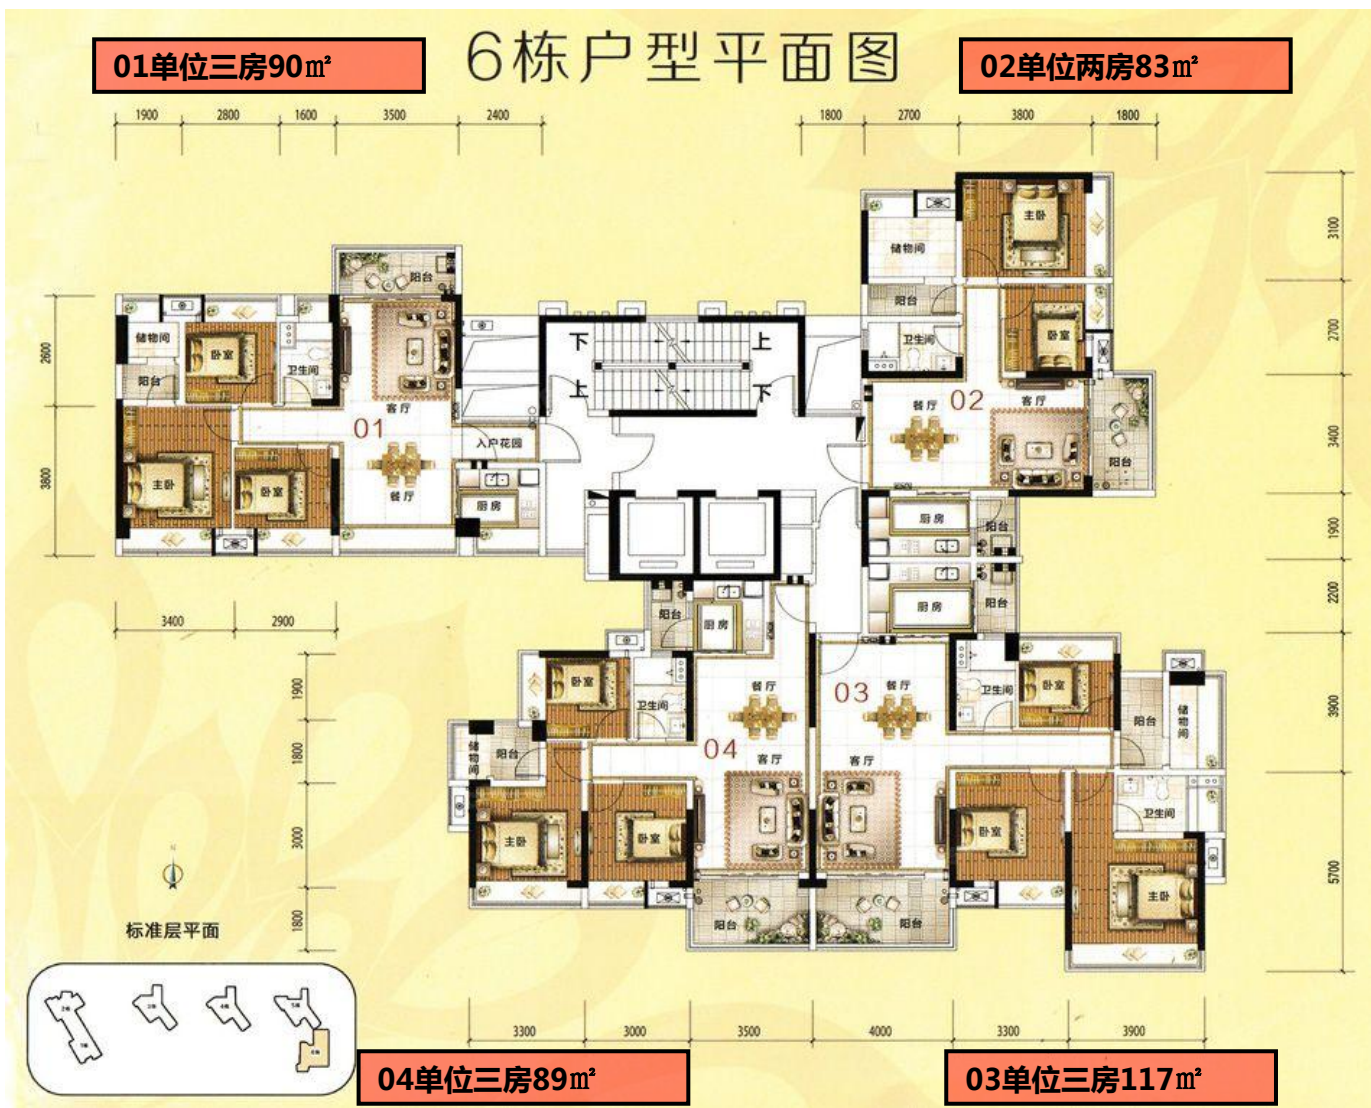 6栋户型平面图
01单位三房90㎡
02单位两房83㎡
1900 2800 1600 3500 2400
1800 2700 3800 1800
3100
2700
3400
1900
2200
3900
5700
2600
3800
3400 2900
1900
1800
3000
1800
储物间
阳台
卧室
卫生间
阳台
客厅
01
餐厅
主卧
卧室
入户花园
厨房
下
上
上
下
储物间
主卧
阳台
卫生间
卧室
餐厅
02
客厅
阳台
厨房
阳台
厨房
阳台
阳台
厨房
卧室
卫生间
餐厅
储物间
阳台
04
客厅
主卧
卧室
阳台
03
餐厅
客厅
卫生间
卧室
阳台
储物间
卧室
卫生间
主卧
阳台
N
标准层平面
3300 3000 3500 4000 3300 3900
04单位三房89㎡
03单位三房117㎡